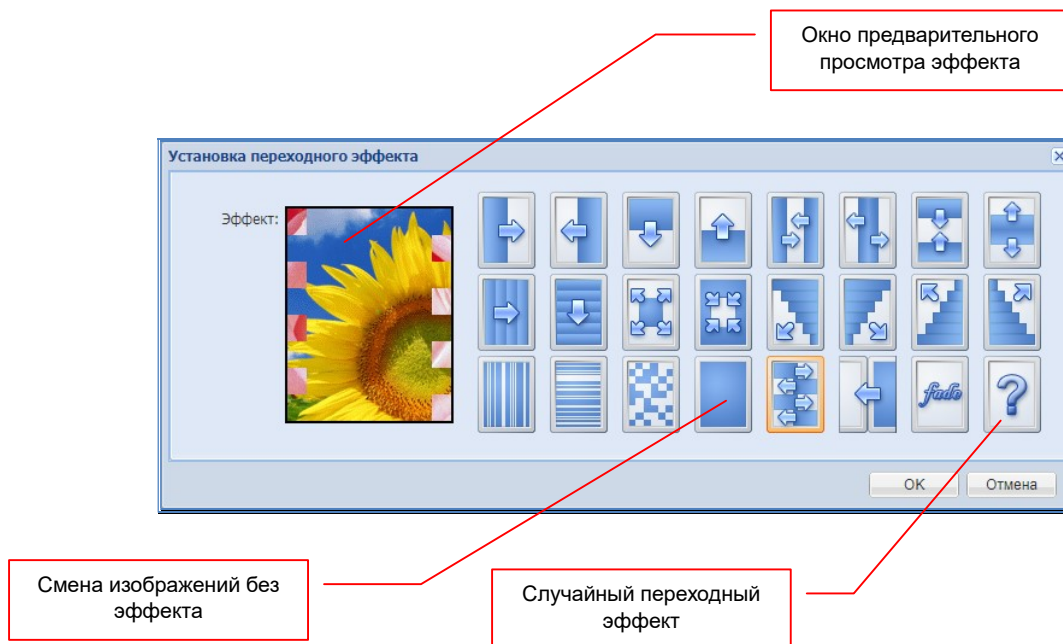 Окно предварительного
просмотра эффекта
Установка переходного эффекта
Эффект:
fade
?
OK
Отмена
Смена изображений без
эффекта
Случайный переходный
эффект